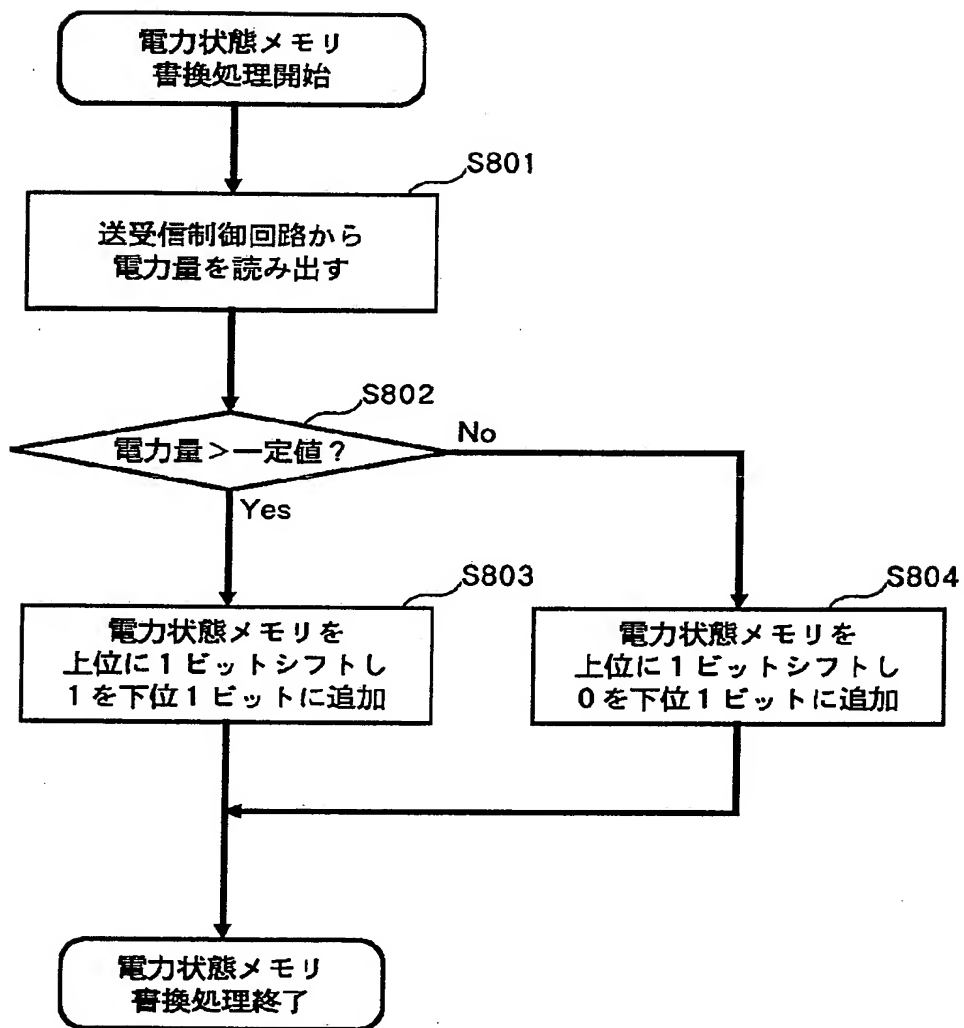 電力状態メモリ
書換処理開始
S801
送受信制御回路から
電力量を読み出す
S802
電力量＞一定値？
No
Yes
S803
電力状態メモリを
上位に１ビットシフトし
１を下位１ビットに追加
S804
電力状態メモリを
上位に１ビットシフトし
０を下位１ビットに追加
電力状態メモリ
書換処理終了